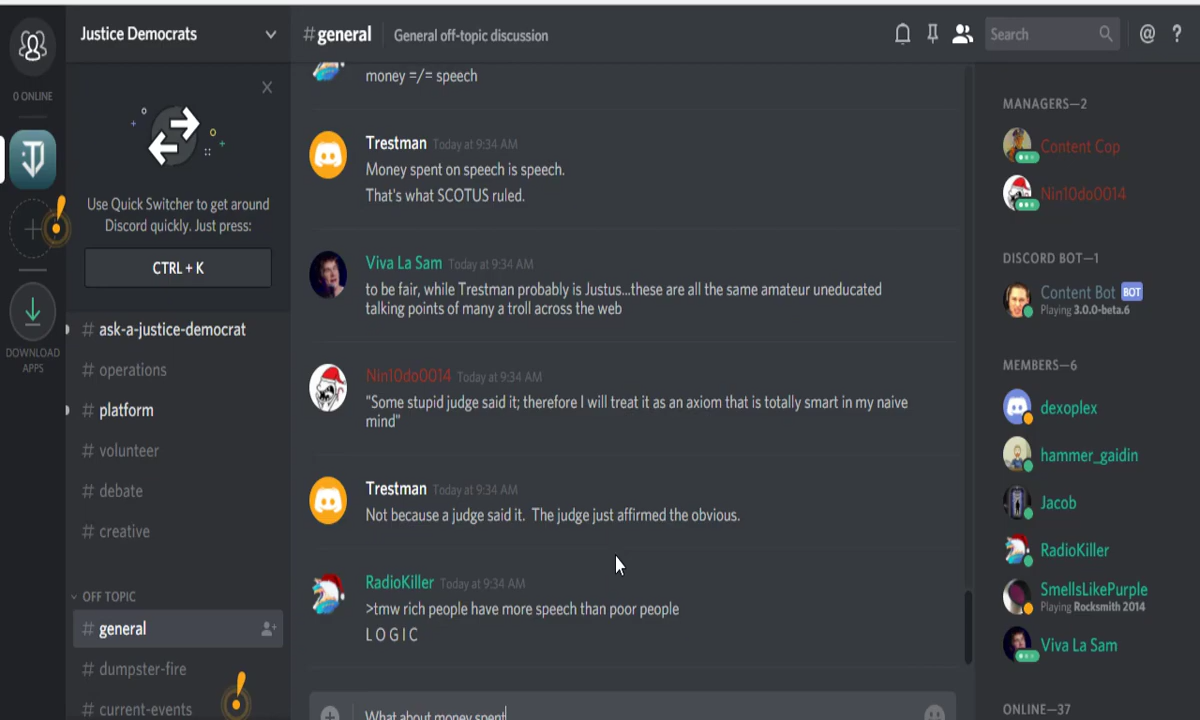 Justice Democrats
#general
General off-topic discussion
Search
@
?
0 ONLINE
Use Quick Switcher to get around
Discord quickly. Just press:
CTRL + K
DOWNLOAD
APPS
# ask-a-justice-democrat
# operations
# platform
# volunteer
# debate
# creative
OFF TOPIC
# general
# dumpster-fire
# current-events
money =/= speech
Trestman Today at 9:34 AM
Money spent on speech is speech.
That's what SCOTUS ruled.
Viva La Sam Today at 9:34 AM
to be fair, while Trestman probably is Justus...these are all the same amateur uneducated
talking points of many a troll across the web
Nin10do0014 Today at 9:34 AM
"Some stupid judge said it; therefore I will treat it as an axiom that is totally smart in my naive
mind"
Trestman Today at 9:34 AM
Not because a judge said it. The judge just affirmed the obvious.
RadioKiller Today at 9:34 AM
>tmw rich people have more speech than poor people
L O G I C
What about money spent
MANAGERS—2
Content Cop
Nin10do0014
DISCORD BOT—1
Content Bot BOT
Playing 3.0.0-beta.6
MEMBERS—6
dexoplex
hammer_gaidin
Jacob
RadioKiller
SmellsLikePurple
Playing Rocksmith 2014
Viva La Sam
ONLINE—37